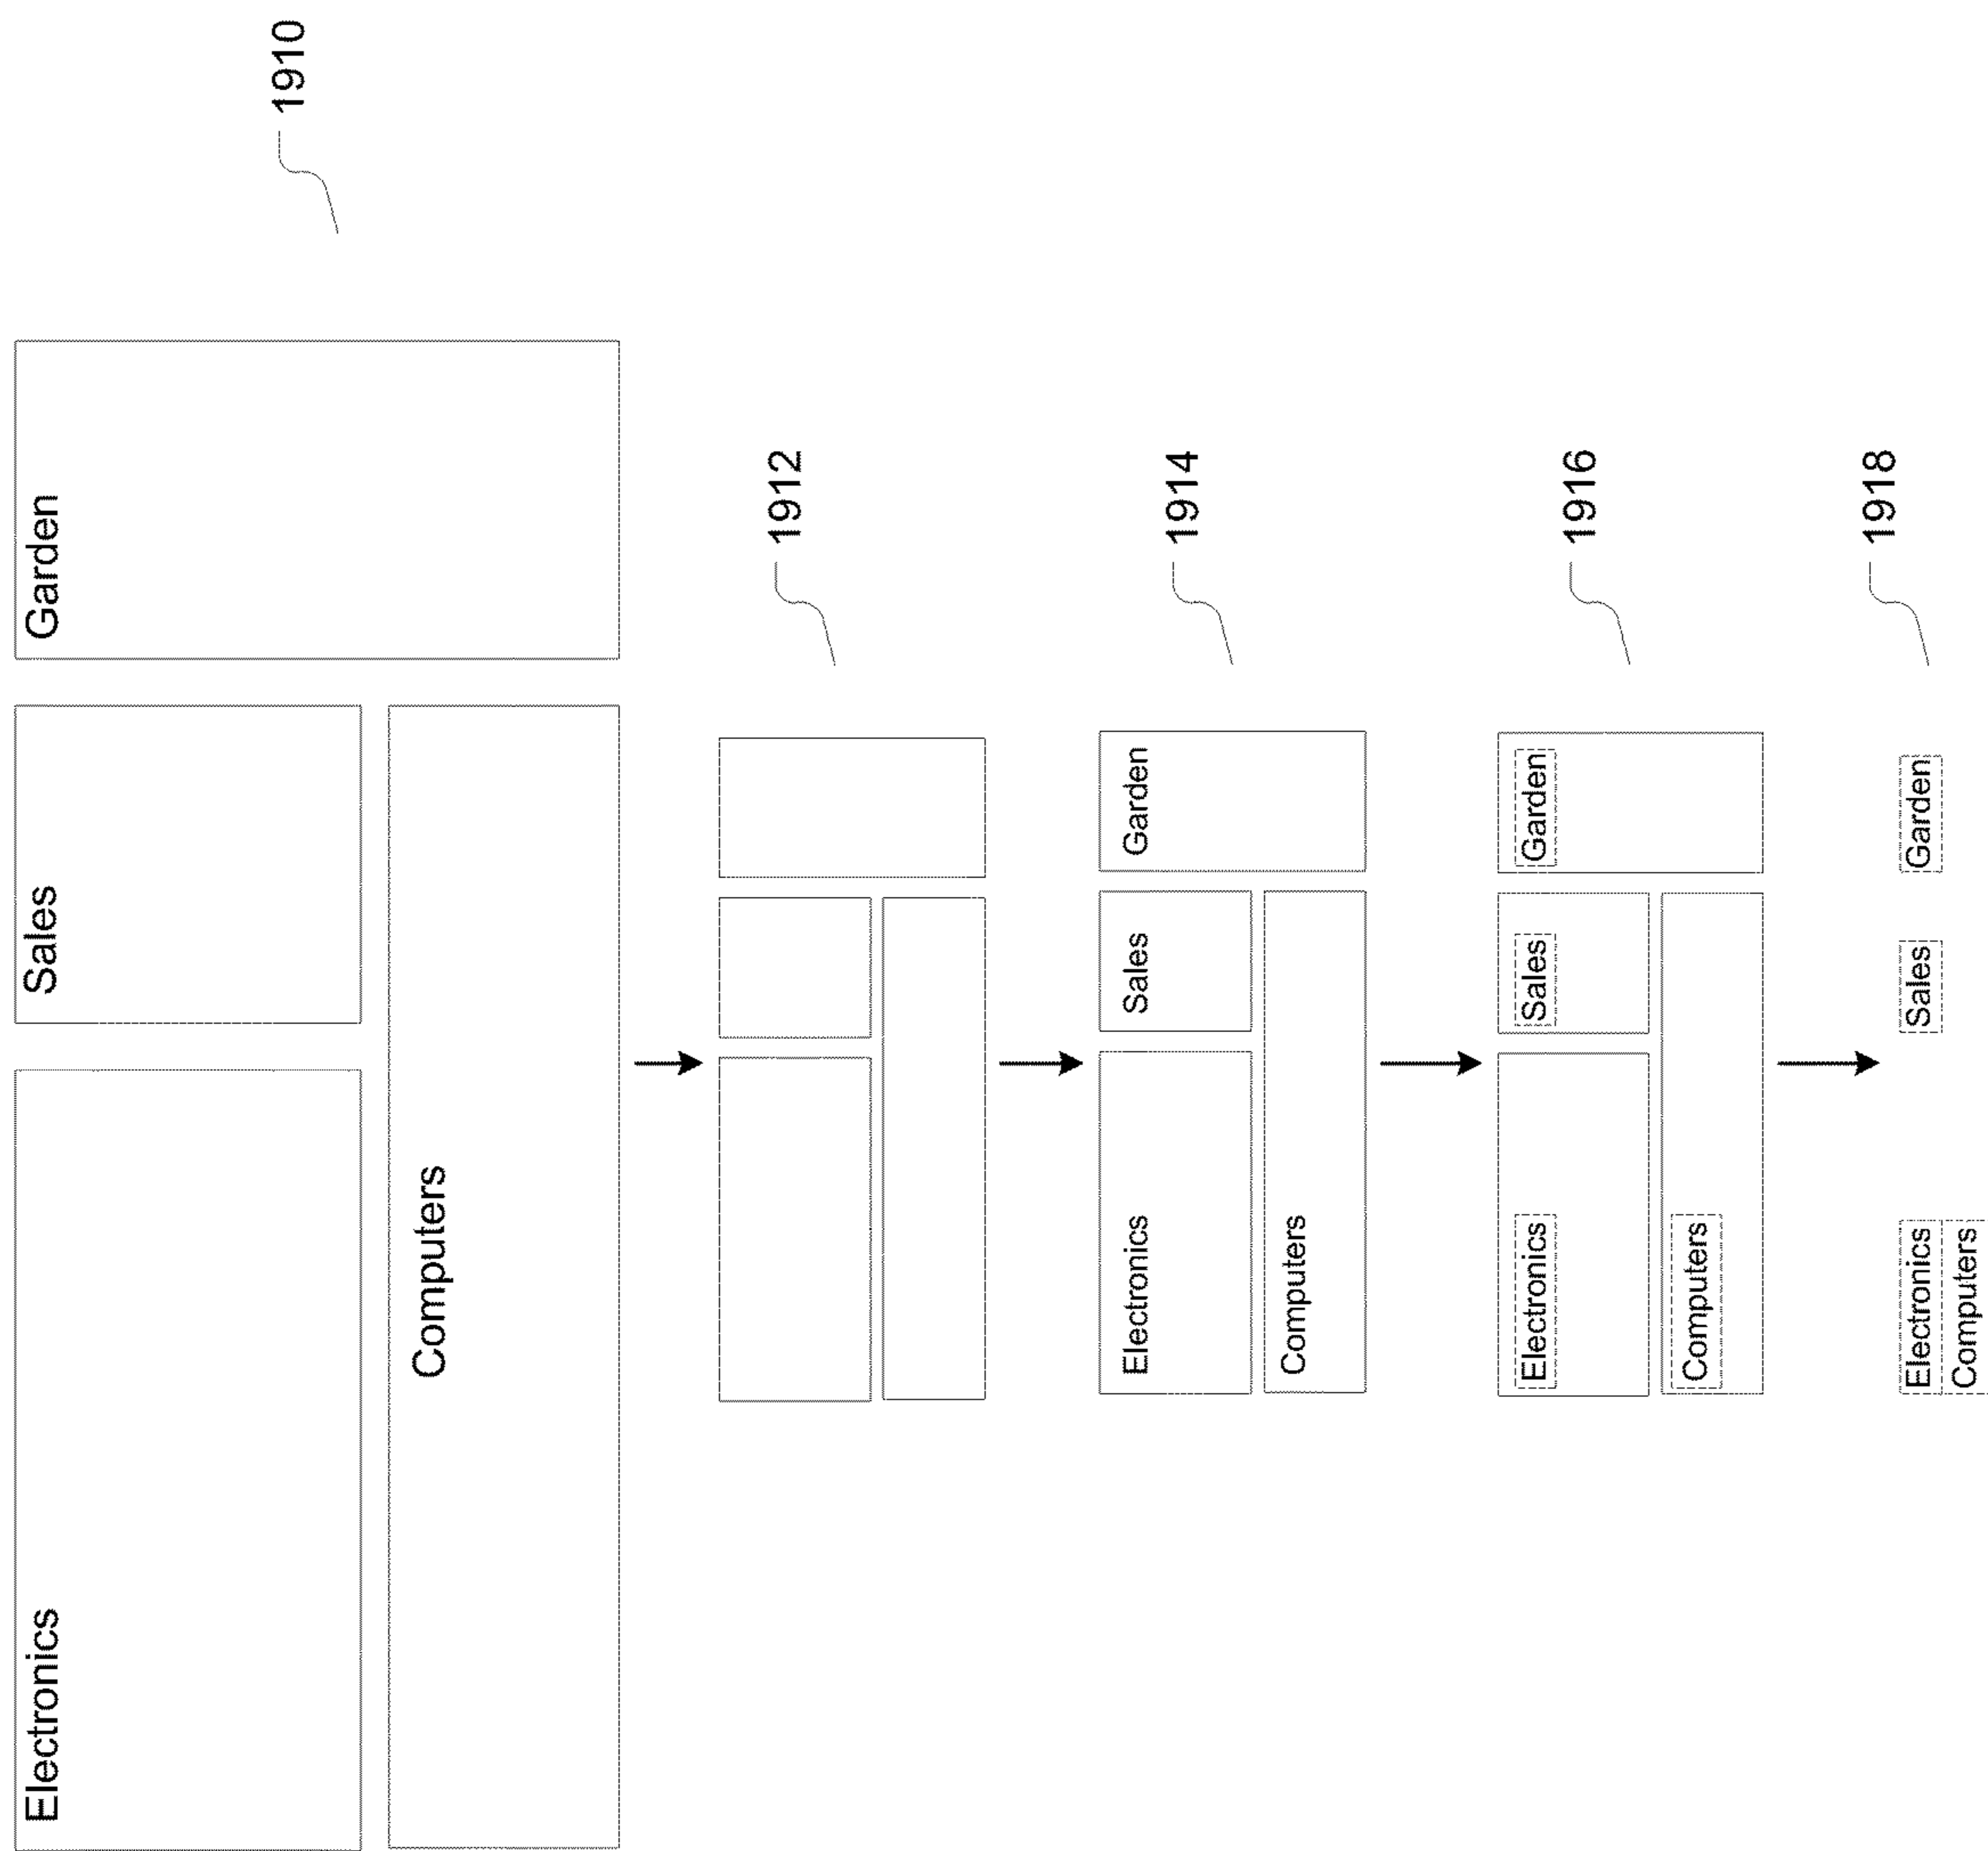 Electronics
Sales
Garden
1910
Computers
1912
Electronics
Sales
Garden
1914
Computers
Electronics
Sales
Garden
1916
Computers
1918
Electronics
Sales
Garden
Computers